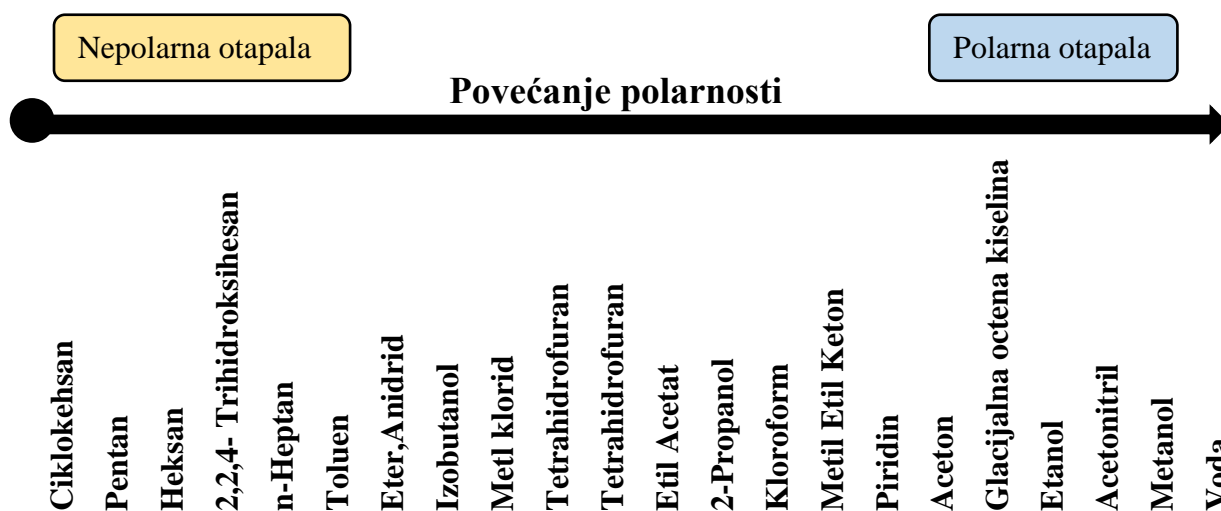 Nepolarna otapala
Polarna otapala
Povećanje polarnosti
Ciklokehsan
Pentan
Heksan
2,2,4- Trihidroksihesan
n-Heptan
Toluen
Eter,Anidrid
Izobutanol
Metl klorid
Tetrahidrofuran
Tetrahidrofuran
Etil Acetat
2-Propanol
Kloroform
Metil Etil Keton
Piridin
Aceton
Glacijalna octena kiselina
Etanol
Acetonitril
Metanol
Voda